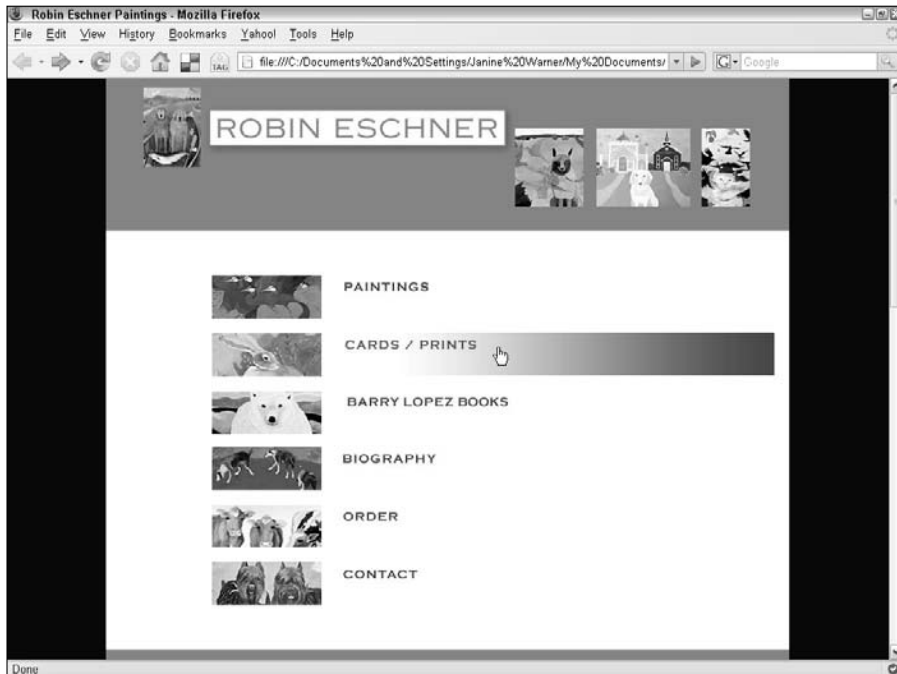 Robin Eschner Paintings - Mozilla Firefox
File Edit View History Bookmarks Yahoo! Tools Help
TAG file:///C:/Documents%20and%20Settings/Janine%20Warner/My%20Documents/ G Google
ROBIN ESCHNER
PAINTINGS
CARDS / PRINTS
BARRY LOPEZ BOOKS
BIOGRAPHY
ORDER
CONTACT
Done